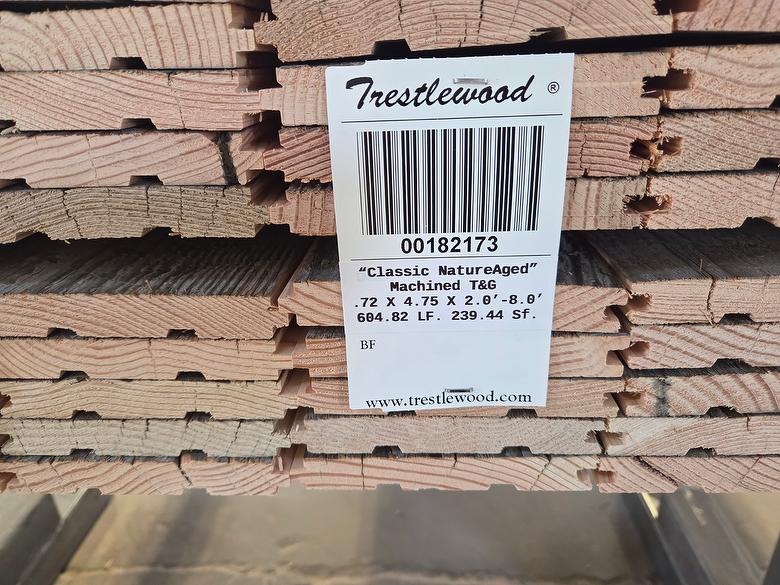 Trestlewood ®
00182173
“Classic NatureAged”
Machined T&G
.72 X 4.75 X 2.0’-8.0’
604.82 LF. 239.44 Sf.
BF
www.trestlewood.com